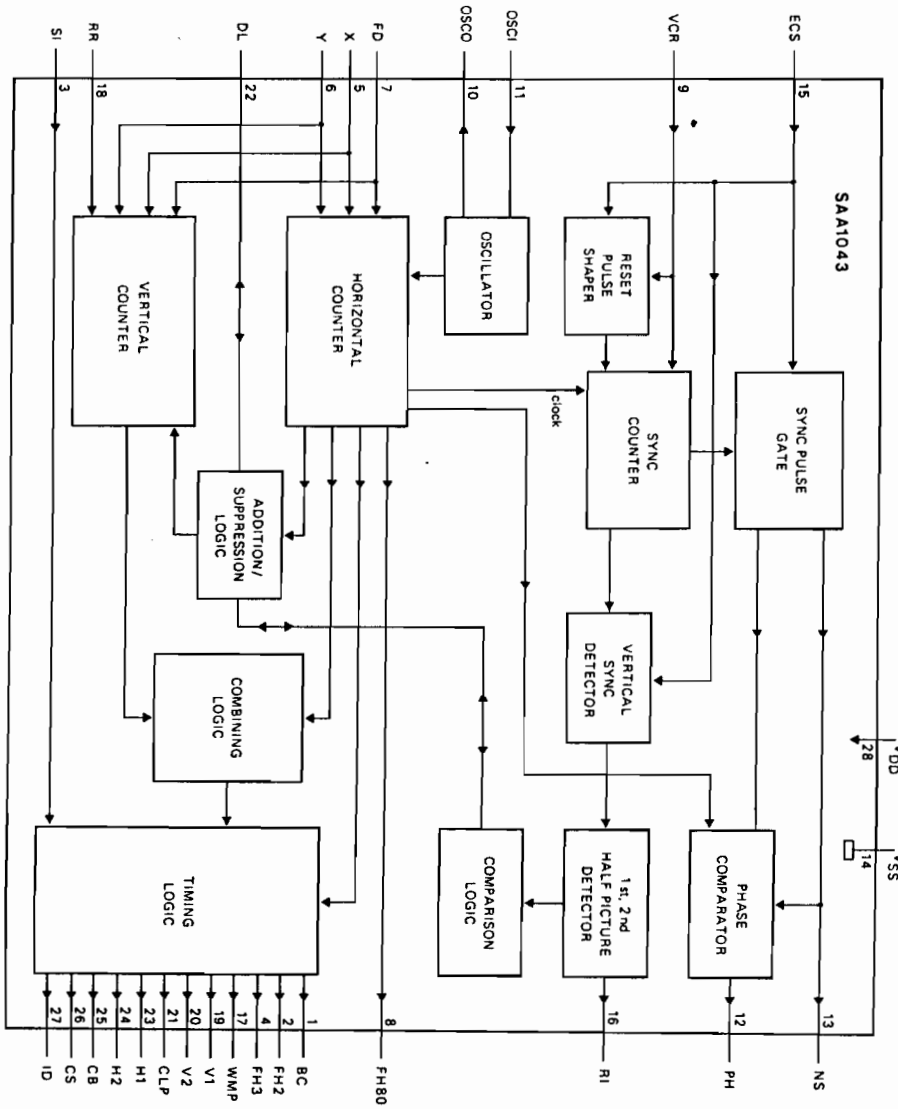 VDD
28
VSS
14
SAA1043
ECS
15
VCR
9
OSCI
11
OSCO
10
FD
7
X
5
Y
6
DL
22
RR
18
SI
3
SYNC PULSE
GATE
RESET
PULSE
SHAPER
SYNC
COUNTER
clock
VERTICAL
SYNC
DETECTOR
PHASE
COMPARATOR
1st, 2nd
HALF PICTURE
DETECTOR
COMPARISON
LOGIC
OSCILLATOR
HORIZONTAL
COUNTER
ADDITION/
SUPPRESSION
LOGIC
VERTICAL
COUNTER
COMBINING
LOGIC
TIMING
LOGIC
13
NS
12
PH
16
RI
8
FH80
1
BC
2
FH2
4
FH3
17
WMP
19
V1
20
V2
21
CLP
23
H1
24
H2
25
CB
26
CS
27
ID